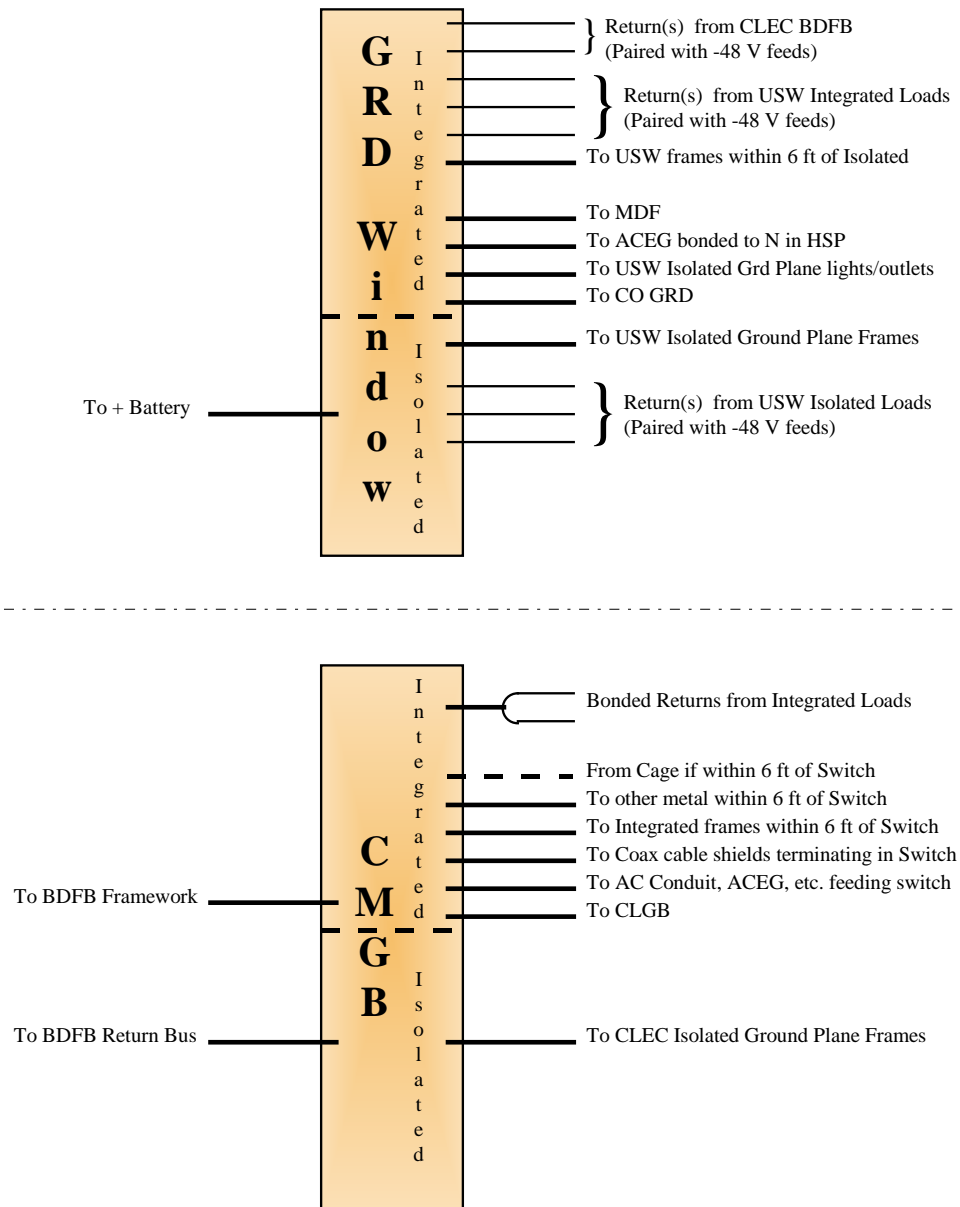 GRD Window
Integrated
Return(s) from CLEC BDFB
(Paired with -48 V feeds)
Return(s) from USW Integrated Loads
(Paired with -48 V feeds)
To USW frames within 6 ft of Isolated
To MDF
To ACEG bonded to N in HSP
To USW Isolated Grd Plane lights/outlets
To CO GRD
Isolated
To USW Isolated Ground Plane Frames
To + Battery
Return(s) from USW Isolated Loads
(Paired with -48 V feeds)
CMGB
Integrated
Bonded Returns from Integrated Loads
From Cage if within 6 ft of Switch
To other metal within 6 ft of Switch
To Integrated frames within 6 ft of Switch
To Coax cable shields terminating in Switch
To AC Conduit, ACEG, etc. feeding switch
To BDFB Framework
To CLGB
Isolated
To BDFB Return Bus
To CLEC Isolated Ground Plane Frames